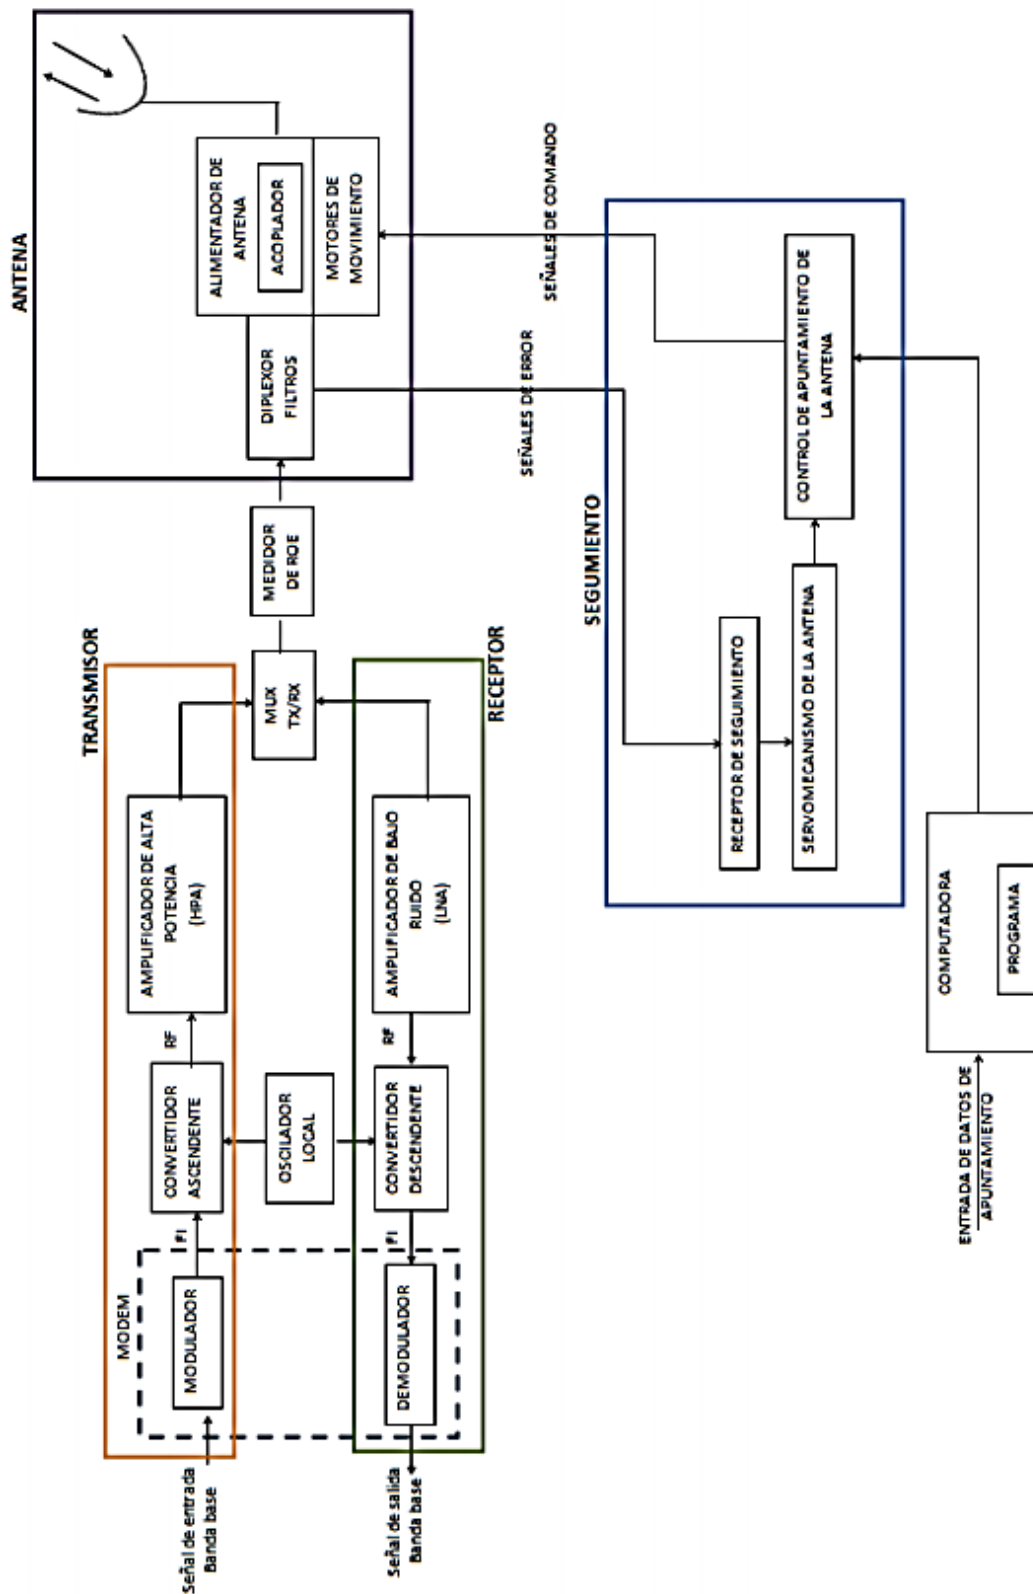 ANTENA
ALIMENTADOR DE
ANTENA
ACOPLADOR
MOTORES DE
MOVIMIENTO
DIPLEXOR
FILTROS
MEDIDOR
DE ROE
MUX
TX/RX
TRANSMISOR
AMPLIFICADOR DE ALTA
POTENCIA
(HPA)
RF
CONVERTIDOR
ASCENDENTE
FI
MODEM
MODULADOR
Señal de entrada
Banda base
OSCILADOR
LOCAL
RECEPTOR
AMPLIFICADOR DE BAJO
RUIDO
(LNA)
RF
CONVERTIDOR
DESCENDENTE
FI
DEMODULADOR
Señal de salida
Banda base
SEÑALES DE ERROR
SEÑALES DE COMANDO
SEGUMIENTO
RECEPTOR DE SEGUIMIENTO
SERVOMECANISMO DE LA ANTENA
CONTROL DE APUNTAMIENTO DE
LA ANTENA
COMPUTADORA
PROGRAMA
ENTRADA DE DATOS DE
APUNTAMIENTO